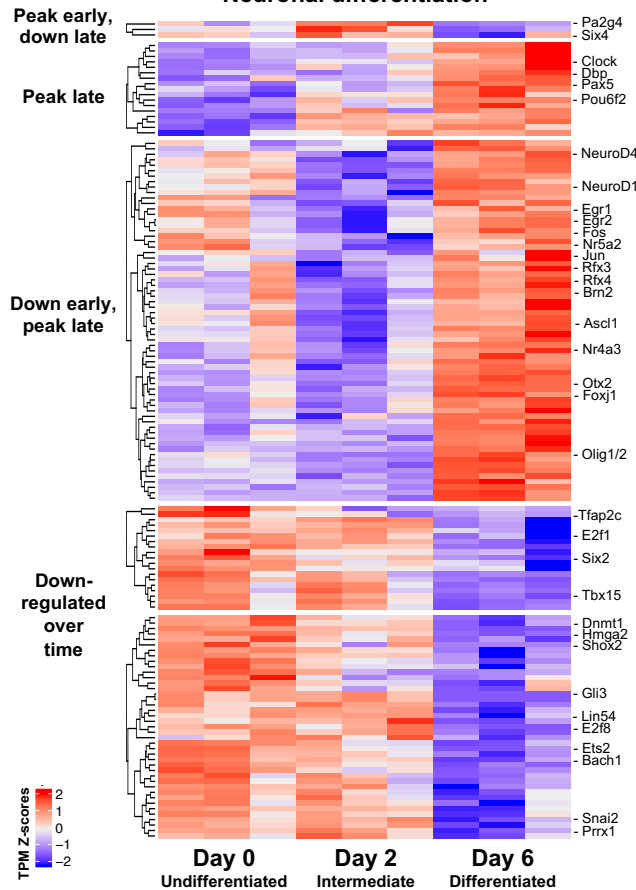 Neuronal differentiation
Peak early,
down late
Peak late
Down early,
peak late
Down-
regulated
over
time
- Pa2g4
- Six4
- Clock
- Dbp
- Pax5
- Pou6f2
- NeuroD4
- NeuroD1
- Egr1
- Egr2
- Fos
- Nr5a2
- Jun
- Rfx3
- Rfx4
- Brn2
- Ascl1
- Nr4a3
- Otx2
- Foxj1
- Olig1/2
-Tfap2c
- E2f1
- Six2
- Tbx15
- Dnmt1
- Hmga2
- Shox2
- Gli3
- Lin54
- E2f8
- Ets2
- Bach1
- Snai2
- Prrx1
TPM Z-scores
2
1
0
−1
−2
Day 0
Undifferentiated
Day 2
Intermediate
Day 6
Differentiated